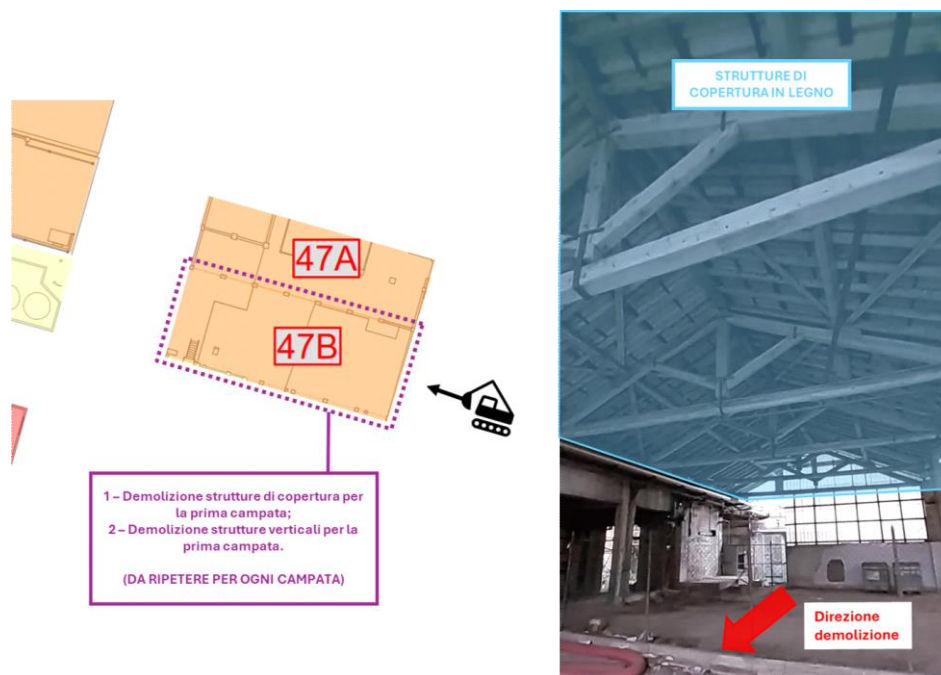 47A
47B
1 – Demolizione strutture di copertura per
la prima campata;
2 – Demolizione strutture verticali per la
prima campata.
(DA RIPETERE PER OGNI CAMPATA)
STRUTTURE DI
COPERTURA IN LEGNO
Direzione
demolizione